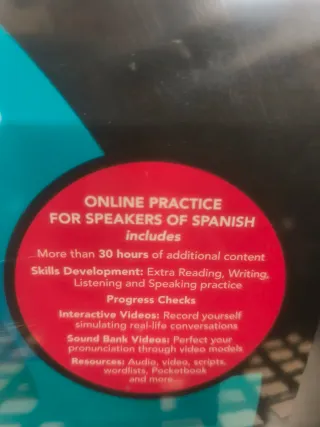 ONLINE PRACTICE
FOR SPEAKERS OF SPANISH
includes
More than 30 hours of additional content
Skills Development: Extra Reading, Writing,
Listening and Speaking practice
Progress Checks
Interactive Videos: Record yourself
simulating real-life conversations
Sound Bank Videos: Perfect your
pronunciation through video models
Resources: Audio, video, scripts,
wordlists, Pocketbook
and more...